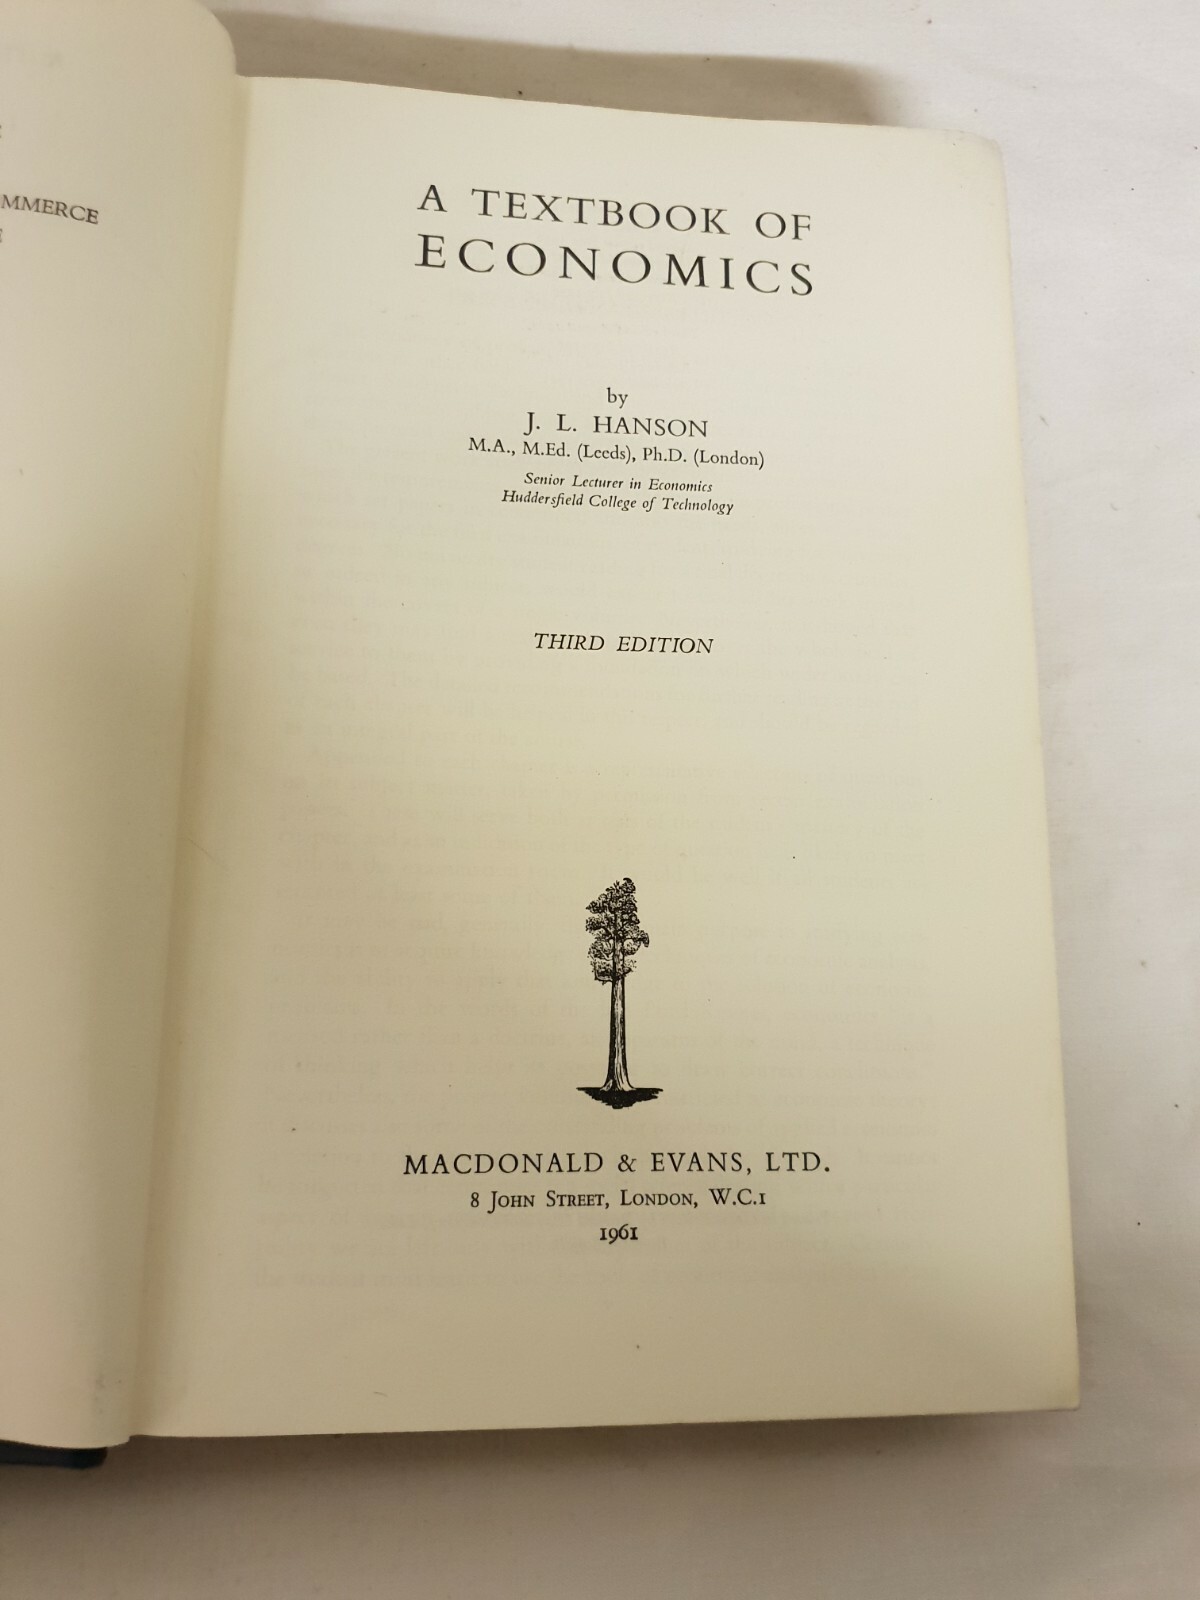 MMERCE
A TEXTBOOK OF
ECONOMICS
by
J. L. HANSON
M.A., M.Ed. (Leeds), Ph.D. (London)
Senior Lecturer in Economics
Huddersfield College of Technology
THIRD EDITION
MACDONALD & EVANS, LTD.
8 JOHN STREET, LONDON, W.C.1
1961